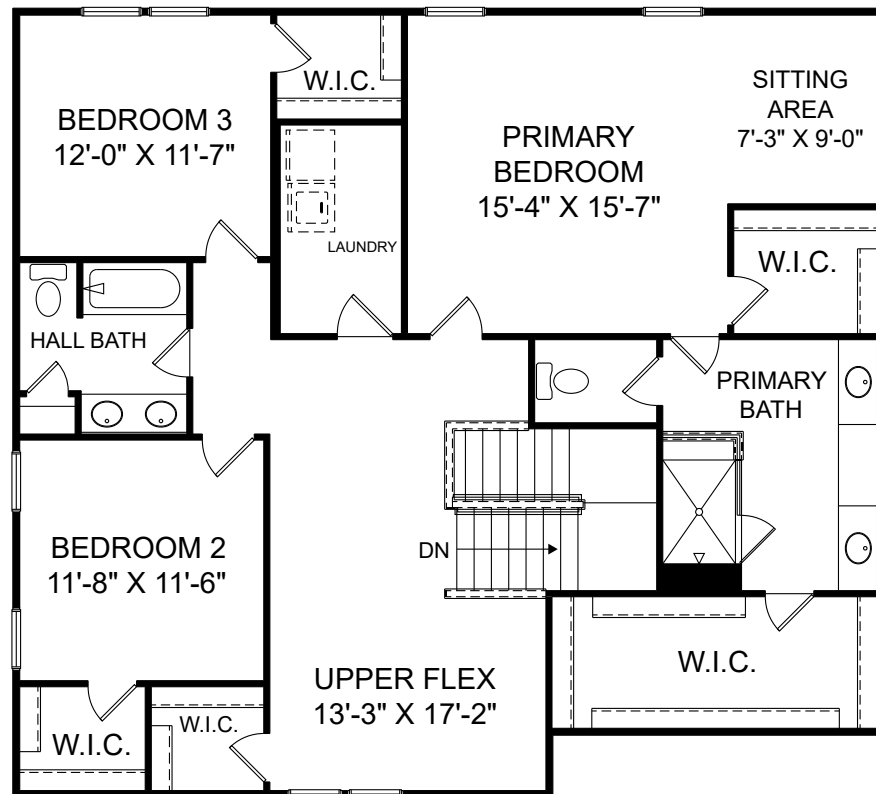 BEDROOM 3
12'-0" X 11'-7"
W.I.C.
PRIMARY
BEDROOM
15'-4" X 15'-7"
SITTING
AREA
7'-3" X 9'-0"
LAUNDRY
W.I.C.
HALL BATH
PRIMARY
BATH
BEDROOM 2
11'-8" X 11'-6"
DN
UPPER FLEX
13'-3" X 17'-2"
W.I.C.
W.I.C.
W.I.C.